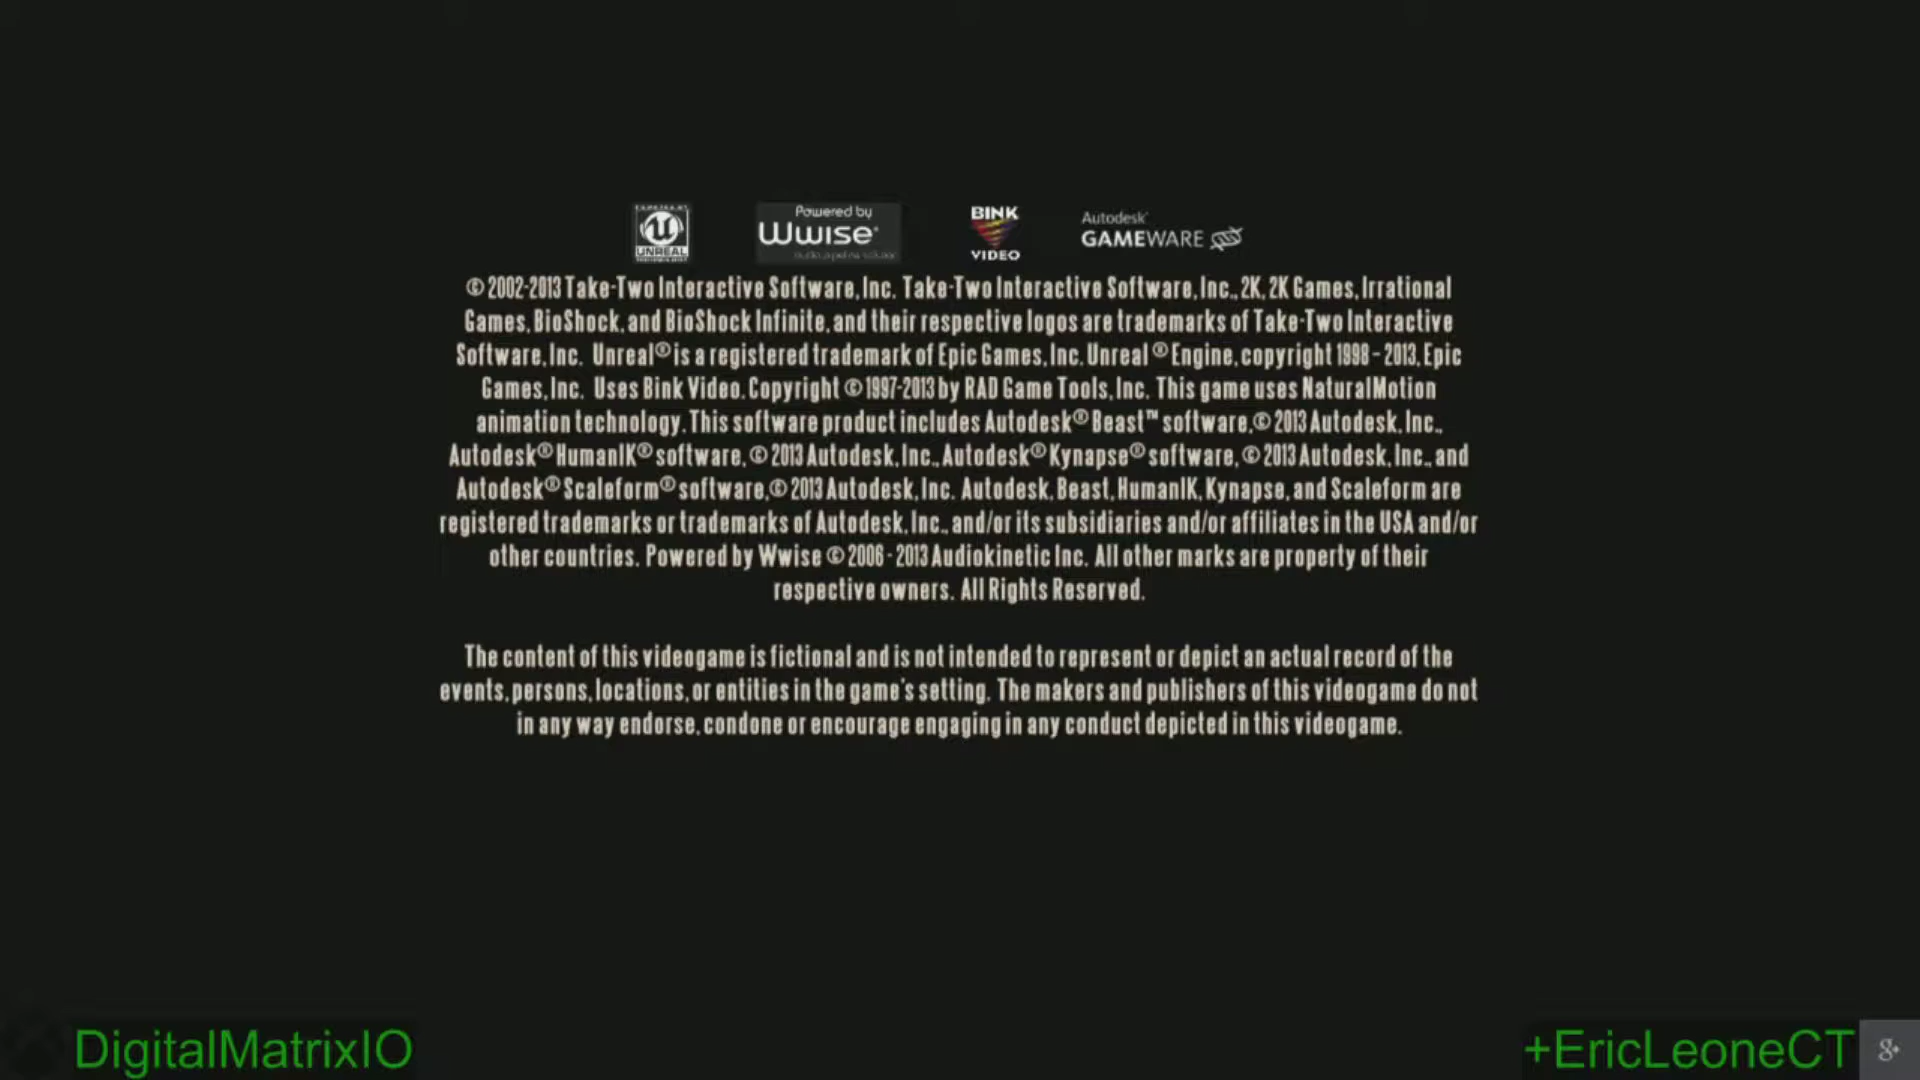 UNREAL
Powered by
Wwise
BINK
VIDEO
Autodesk
GAMEWARE
© 2002-2013 Take-Two Interactive Software, Inc. Take-Two Interactive Software, Inc., 2K, 2K Games, Irrational
Games, BioShock, and BioShock Infinite, and their respective logos are trademarks of Take-Two Interactive
Software, Inc. Unreal® is a registered trademark of Epic Games, Inc. Unreal ® Engine, copyright 1998 - 2013, Epic
Games, Inc. Uses Bink Video. Copyright © 1997-2013 by RAD Game Tools, Inc. This game uses NaturalMotion
animation technology. This software product includes Autodesk® Beast™ software, © 2013 Autodesk, Inc.,
Autodesk® HumanIK® software, © 2013 Autodesk, Inc., Autodesk® Kynapse® software, © 2013 Autodesk, Inc., and
Autodesk® Scaleform® software, © 2013 Autodesk, Inc. Autodesk, Beast, HumanIK, Kynapse, and Scaleform are
registered trademarks or trademarks of Autodesk, Inc., and/or its subsidiaries and/or affiliates in the USA and/or
other countries. Powered by Wwise © 2006 - 2013 Audiokinetic Inc. All other marks are property of their
respective owners. All Rights Reserved.
The content of this videogame is fictional and is not intended to represent or depict an actual record of the
events, persons, locations, or entities in the game's setting. The makers and publishers of this videogame do not
in any way endorse, condone or encourage engaging in any conduct depicted in this videogame.
DigitalMatrixIO
+EricLeoneCT
g+